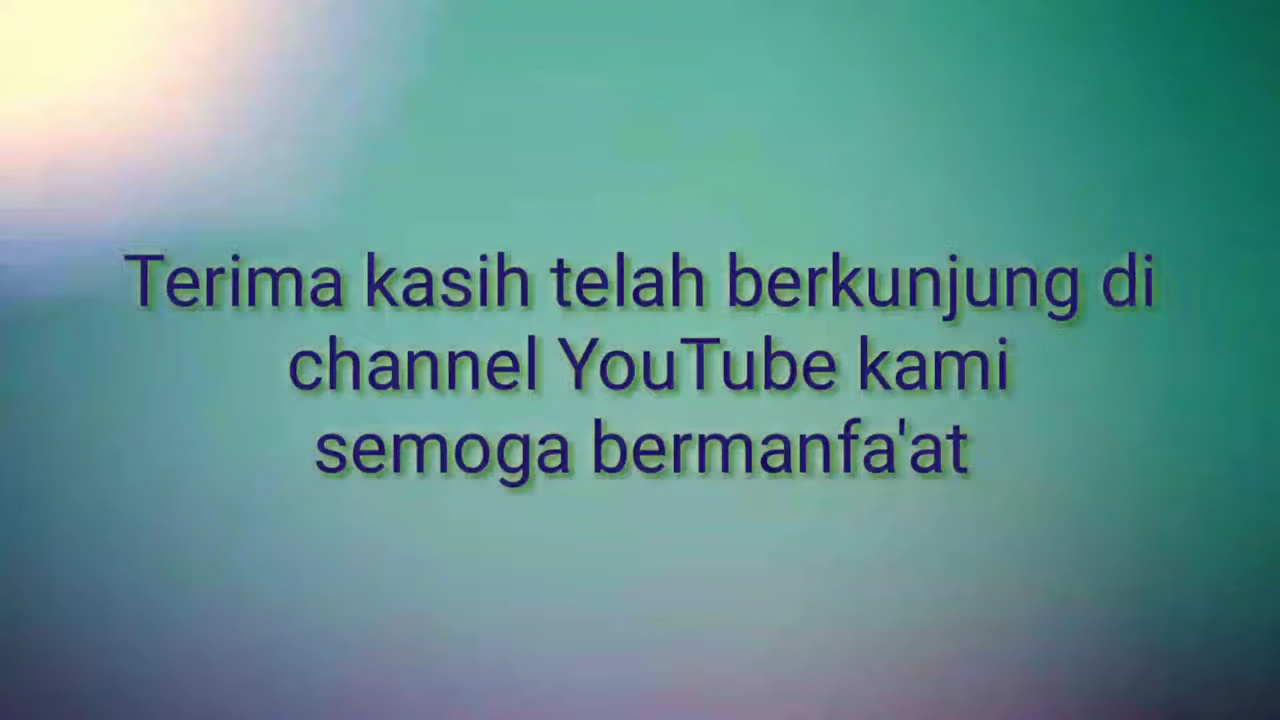 Terima kasih telah berkunjung di
channel YouTube kami
semoga bermanfa'at